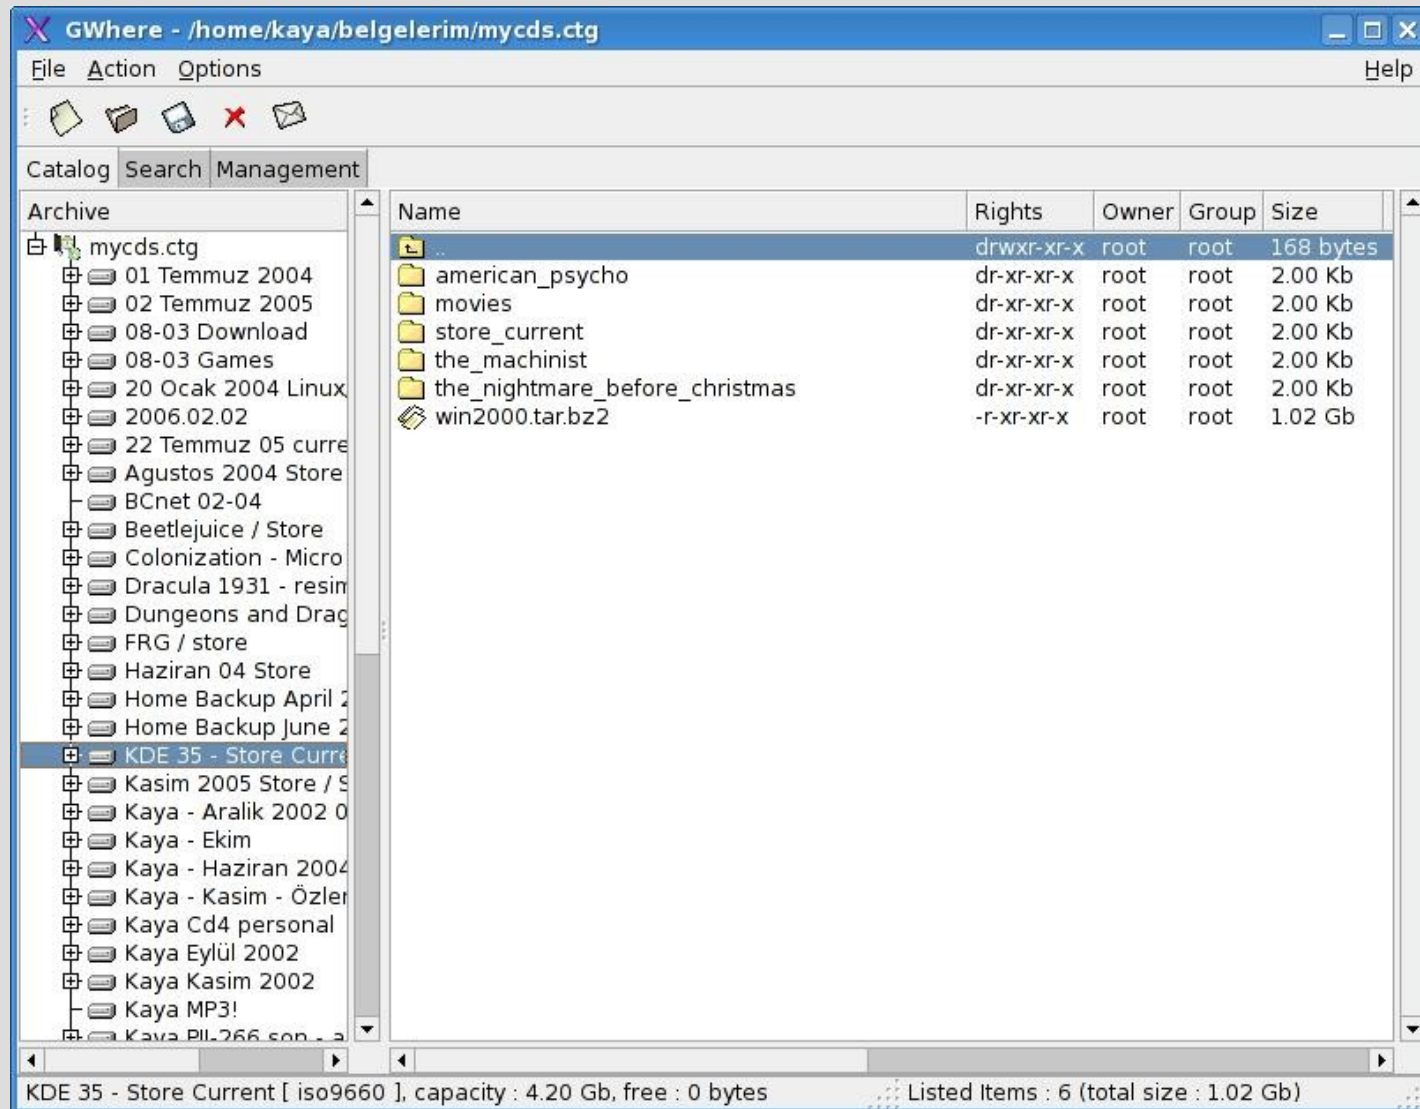 GWhere - /home/kaya/belgelerim/mycds.ctg
File Action Options Help
Catalog Search Management
Archive
mycds.ctg
01 Temmuz 2004
02 Temmuz 2005
08-03 Download
08-03 Games
20 Ocak 2004 Linux,
2006.02.02
22 Temmuz 05 curre
Agustos 2004 Store
BCnet 02-04
Beetlejuice / Store
Colonization - Micro
Dracula 1931 - resim
Dungeons and Drag
FRG / store
Haziran 04 Store
Home Backup April 2
Home Backup June 2
KDE 35 - Store Curre
Kasim 2005 Store / S
Kaya - Aralik 2002 0
Kaya - Ekim
Kaya - Haziran 2004
Kaya - Kasim - Özler
Kaya Cd4 personal
Kaya Eylül 2002
Kaya Kasim 2002
Kaya MP3!
Kaya PII-266 son - a
Name Rights Owner Group Size
.. drwxr-xr-x root root 168 bytes
american_psycho dr-xr-xr-x root root 2.00 Kb
movies dr-xr-xr-x root root 2.00 Kb
store_current dr-xr-xr-x root root 2.00 Kb
the_machinist dr-xr-xr-x root root 2.00 Kb
the_nightmare_before_christmas dr-xr-xr-x root root 2.00 Kb
win2000.tar.bz2 -r-xr-xr-x root root 1.02 Gb
KDE 35 - Store Current [ iso9660 ], capacity : 4.20 Gb, free : 0 bytes
Listed Items : 6 (total size : 1.02 Gb)